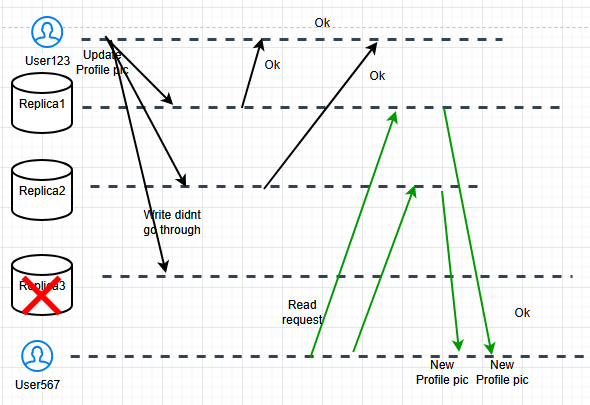 Ok
User123
Update
Profile pic
Ok
Ok
Replica1
Replica2
Write didnt
go through
Replica3
Read
request
Ok
User567
New
Profile pic
New
Profile pic